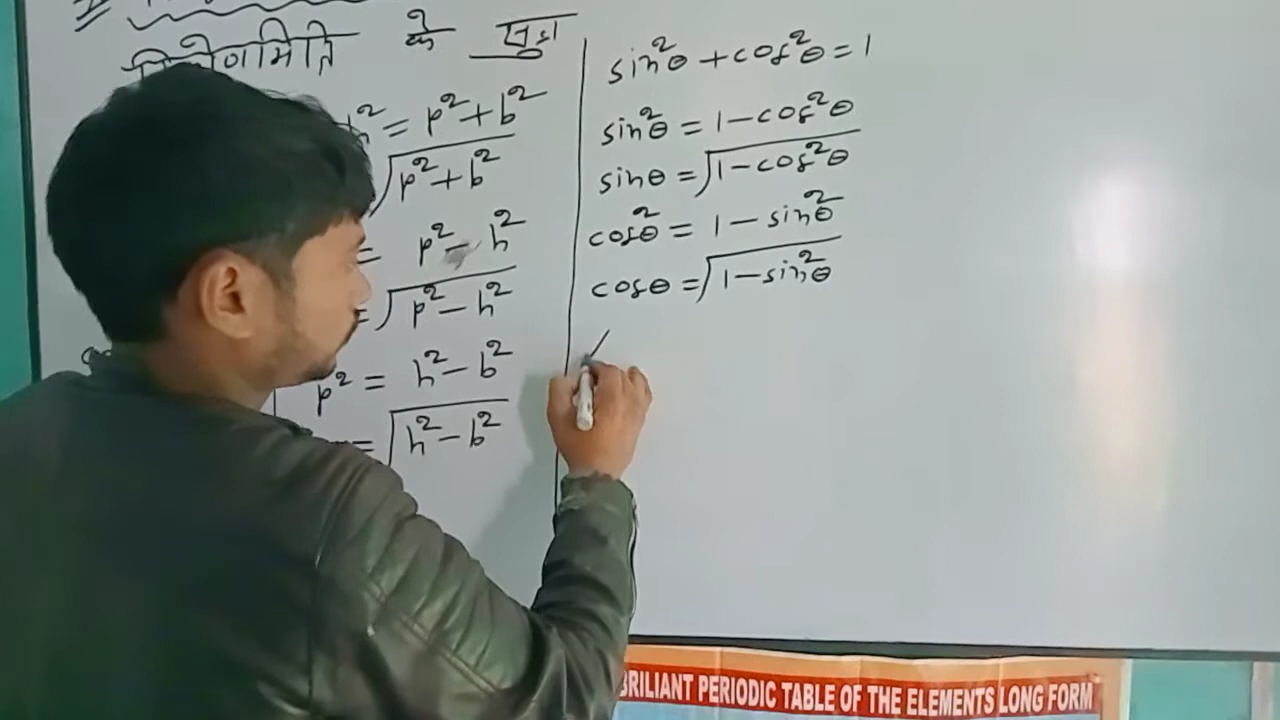 के सूत्र
h² = p² + b²
√p² + b²
= p² - h²
= √p² - h²
p² = h² - b²
= √h² - b²
sin²θ + cos²θ = 1
sin²θ = 1 - cos²θ
sinθ = √1 - cos²θ
cos²θ = 1 - sin²θ
cosθ = √1 - sin²θ
BRILIANT PERIODIC TABLE OF THE ELEMENTS LONG FORM